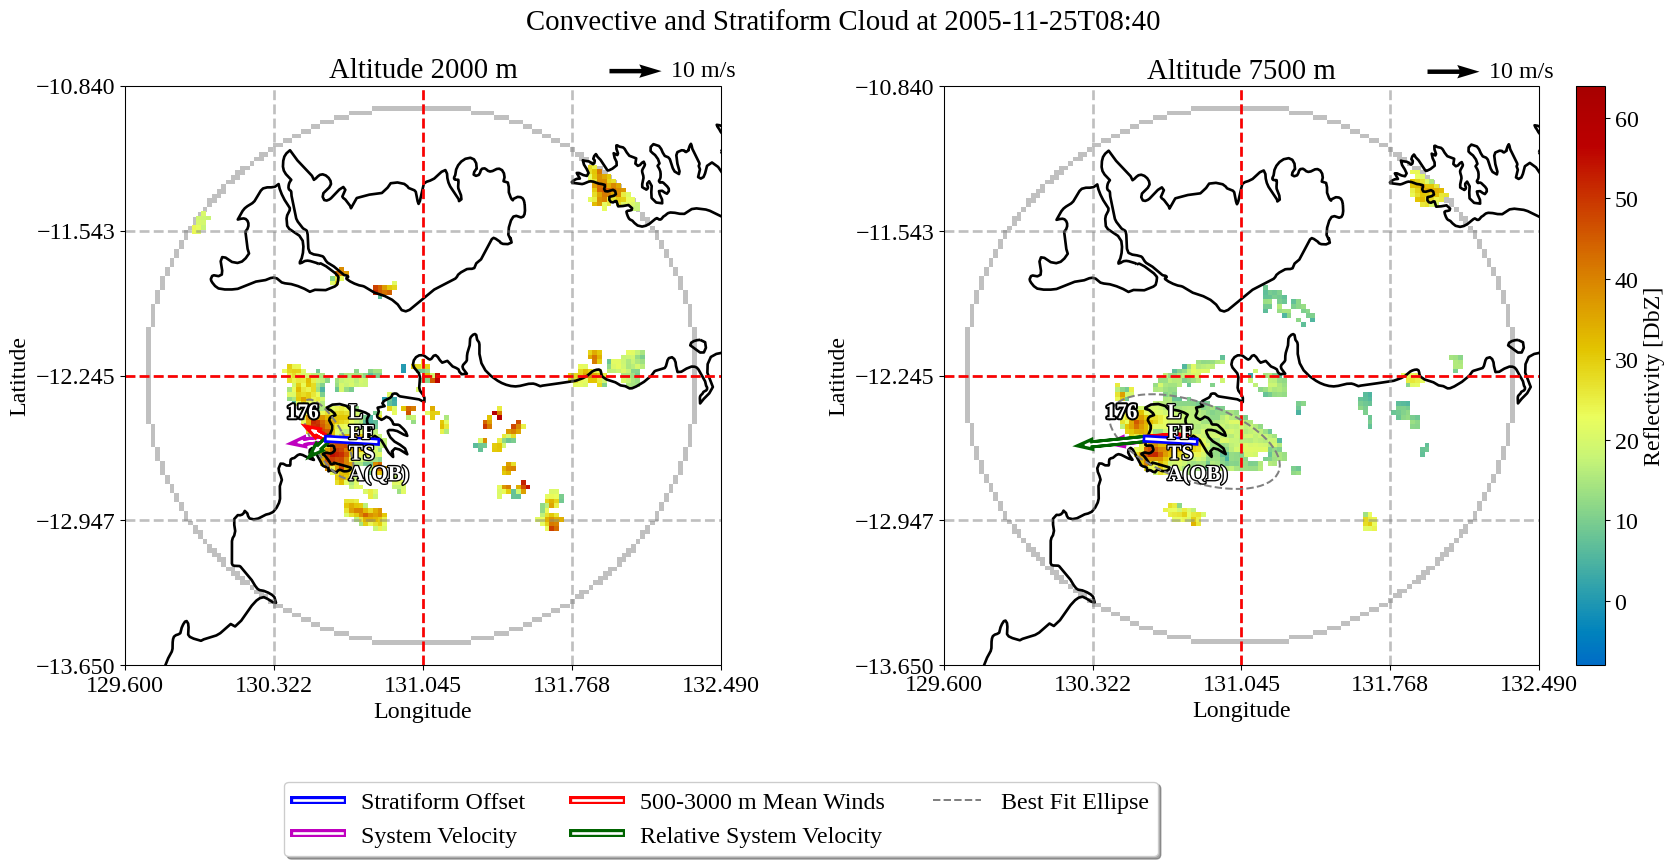 Convective and Stratiform Cloud at 2005-11-25T08:40
Altitude 2000 m
10 m/s
Latitude
−10.840
−11.543
−12.245
−12.947
−13.650
129.600
130.322
131.045
131.768
132.490
Longitude
176
L
FF
TS
A(QB)
Altitude 7500 m
10 m/s
Latitude
−10.840
−11.543
−12.245
−12.947
−13.650
129.600
130.322
131.045
131.768
132.490
Longitude
176
L
FF
TS
A(QB)
60
50
40
30
20
10
0
Reflectivity [DbZ]
Stratiform Offset
System Velocity
500-3000 m Mean Winds
Relative System Velocity
Best Fit Ellipse